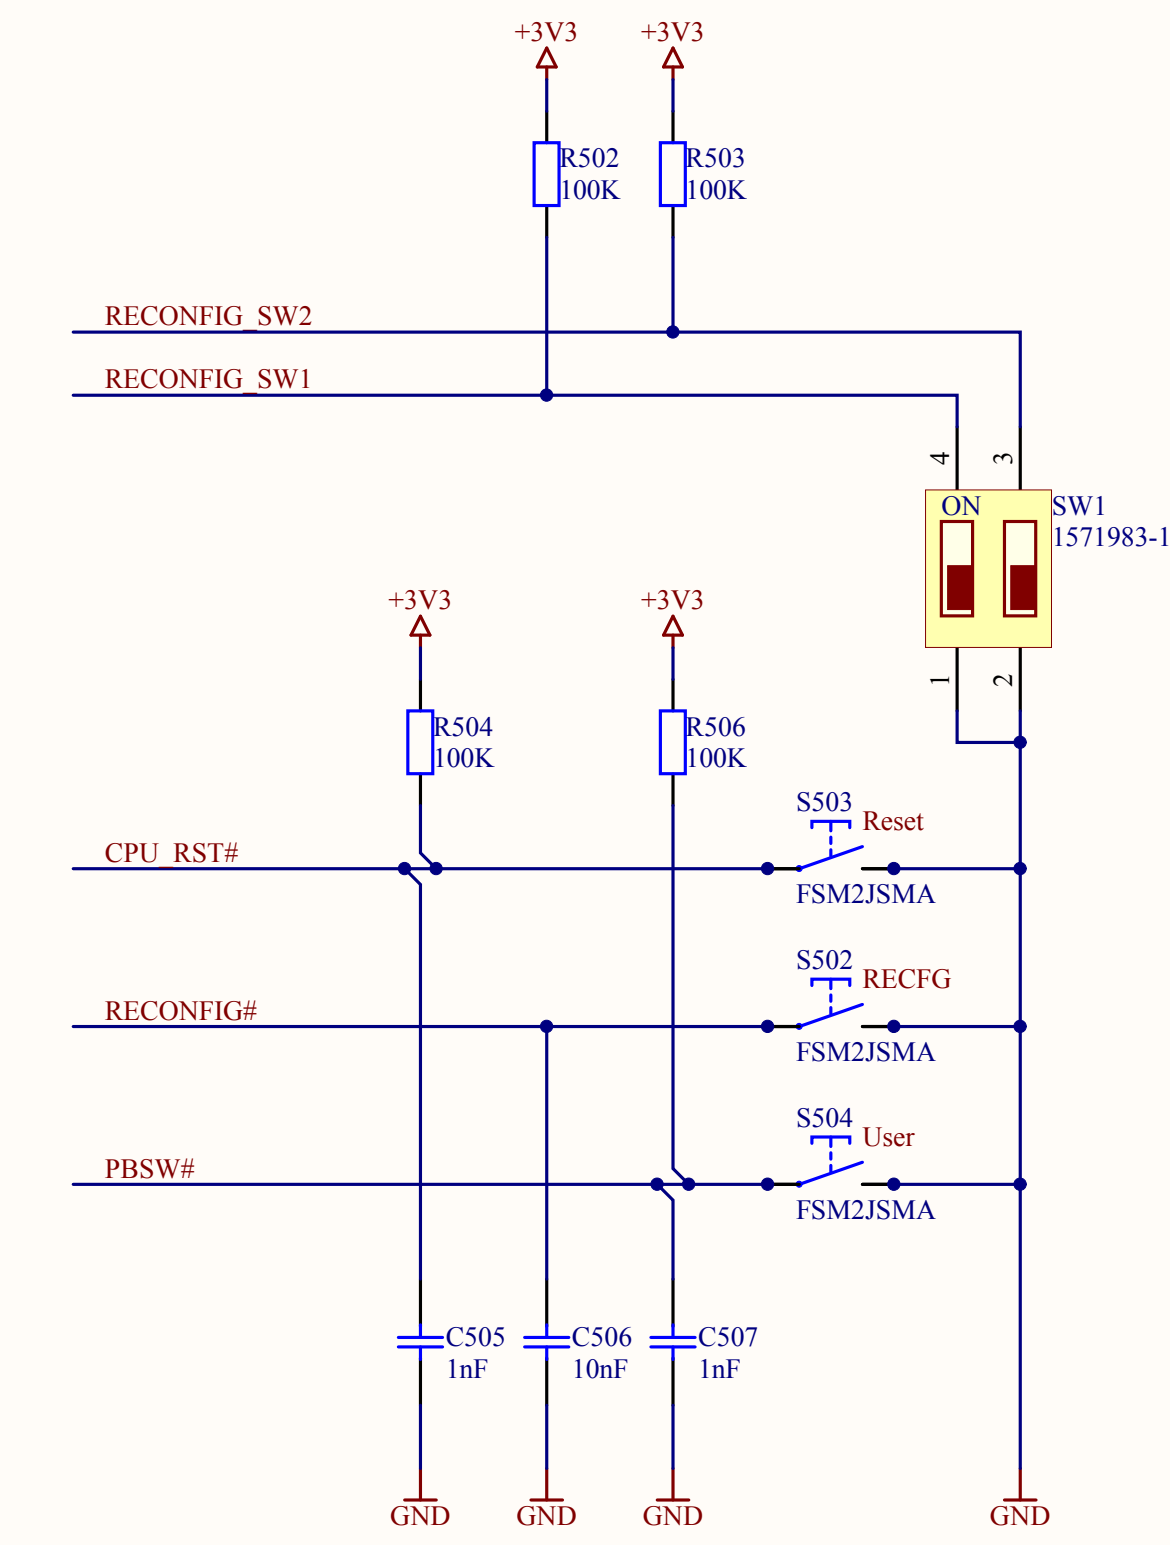 +3V3
+3V3
R502
100K
R503
100K
RECONFIG_SW2
RECONFIG_SW1
4
3
ON
SW1
1571983-1
1
2
+3V3
+3V3
R504
100K
R506
100K
S503
Reset
CPU_RST#
FSM2JSMA
S502
RECFG
RECONFIG#
FSM2JSMA
S504
User
PBSW#
FSM2JSMA
C505
1nF
C506
10nF
C507
1nF
GND
GND
GND
GND